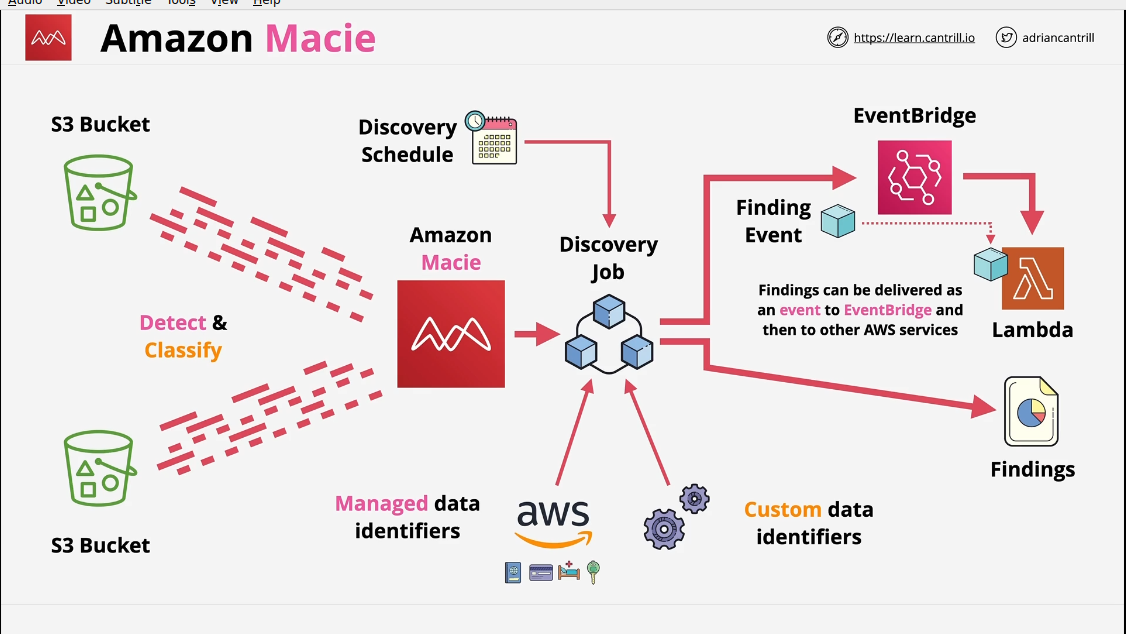 Audio Video Subtitle Tools View Help
Amazon Macie
https://learn.cantrill.io
adriancantrill
S3 Bucket
Discovery
Schedule
EventBridge
Finding
Event
Amazon
Macie
Discovery
Job
Findings can be delivered as
an event to EventBridge and
then to other AWS services
Lambda
Detect &
Classify
Findings
Managed data
identifiers
aws
Custom data
identifiers
S3 Bucket